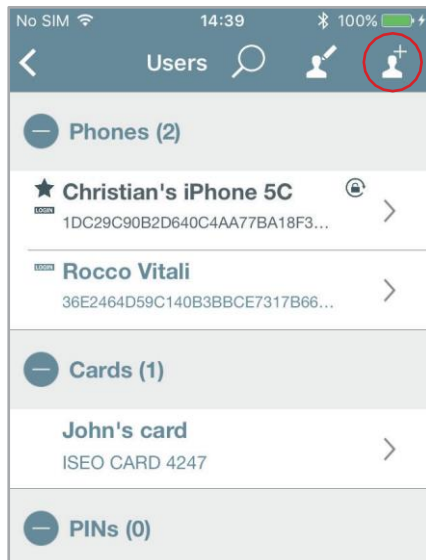 No SIM 14:39 100%
Users
Phones (2)
Christian's iPhone 5C
LOGIN
1DC29C90B2D640C4AA77BA18F3...
LOGIN Rocco Vitali
36E2464D59C140B3BBCE7317B66...
Cards (1)
John's card
ISEO CARD 4247
PINs (0)